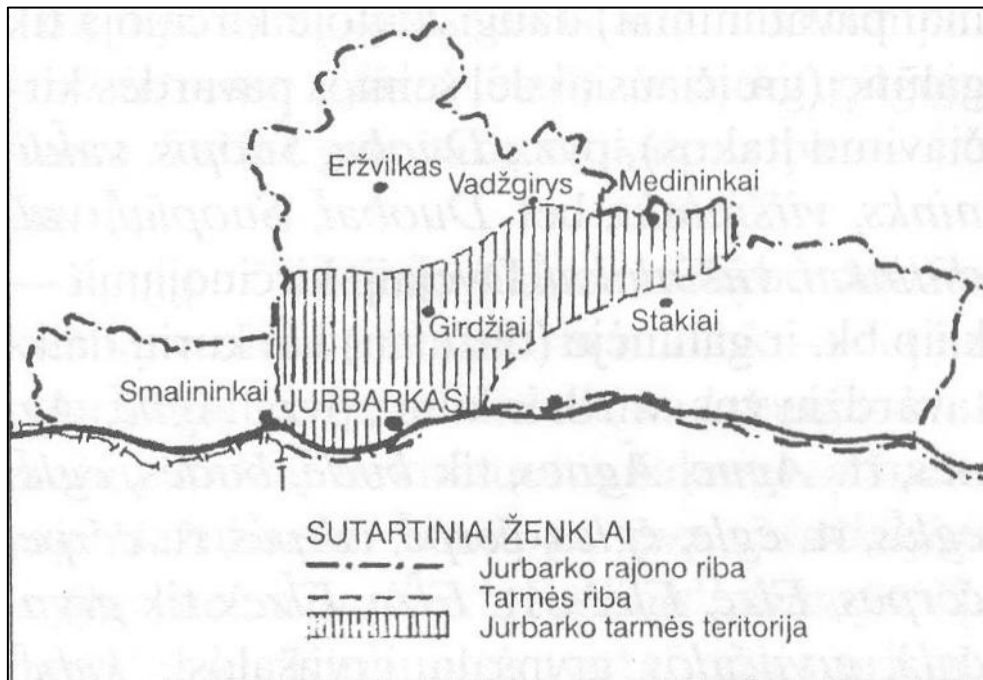 Eržvilkas
Vadžgirys
Medininkai
Girdžiai
Stakiai
Smalininkai
JURBARKAS
SUTARTINIAI ŽENKLAI
Jurbarko rajono riba
Tarmės riba
Jurbarko tarmės teritorija